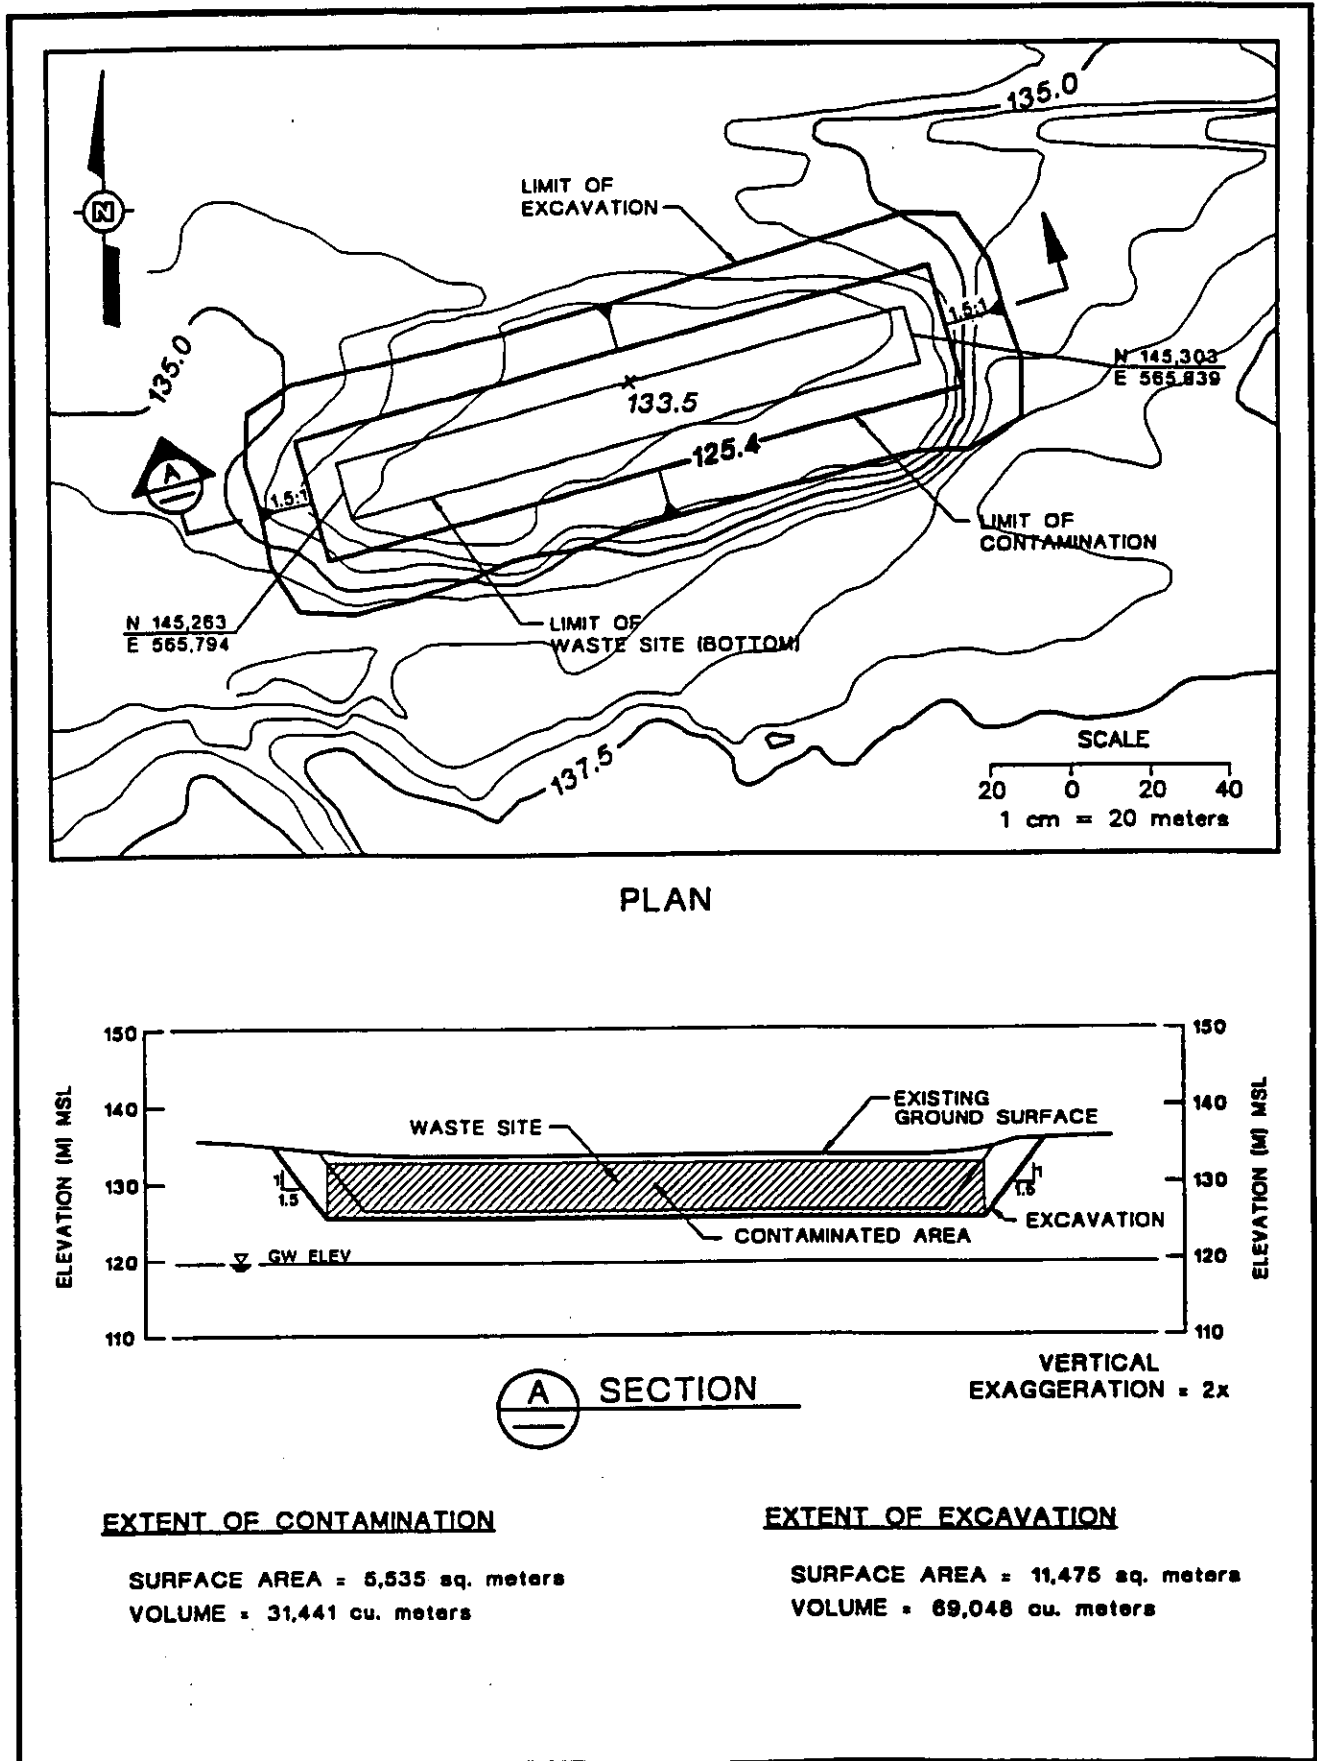 135.0
LIMIT OF
EXCAVATION
N
1.5:1
135.0
N 145,303
E 565,839
133.5
125.4
A
1.5:1
LIMIT OF
CONTAMINATION
N 145,263
E 565,794
LIMIT OF
WASTE SITE (BOTTOM)
137.5
SCALE
20 0 20 40
1 cm = 20 meters
PLAN
150 150
140 140
130 130
120 120
110 110
ELEVATION (M) MSL
ELEVATION (M) MSL
WASTE SITE
EXISTING
GROUND SURFACE
1
1.5
1
1.5
EXCAVATION
CONTAMINATED AREA
GW ELEV
A SECTION
VERTICAL
EXAGGERATION = 2x
EXTENT OF CONTAMINATION
SURFACE AREA = 5,535 sq. meters
VOLUME = 31,441 cu. meters
EXTENT OF EXCAVATION
SURFACE AREA = 11,475 sq. meters
VOLUME = 69,048 cu. meters